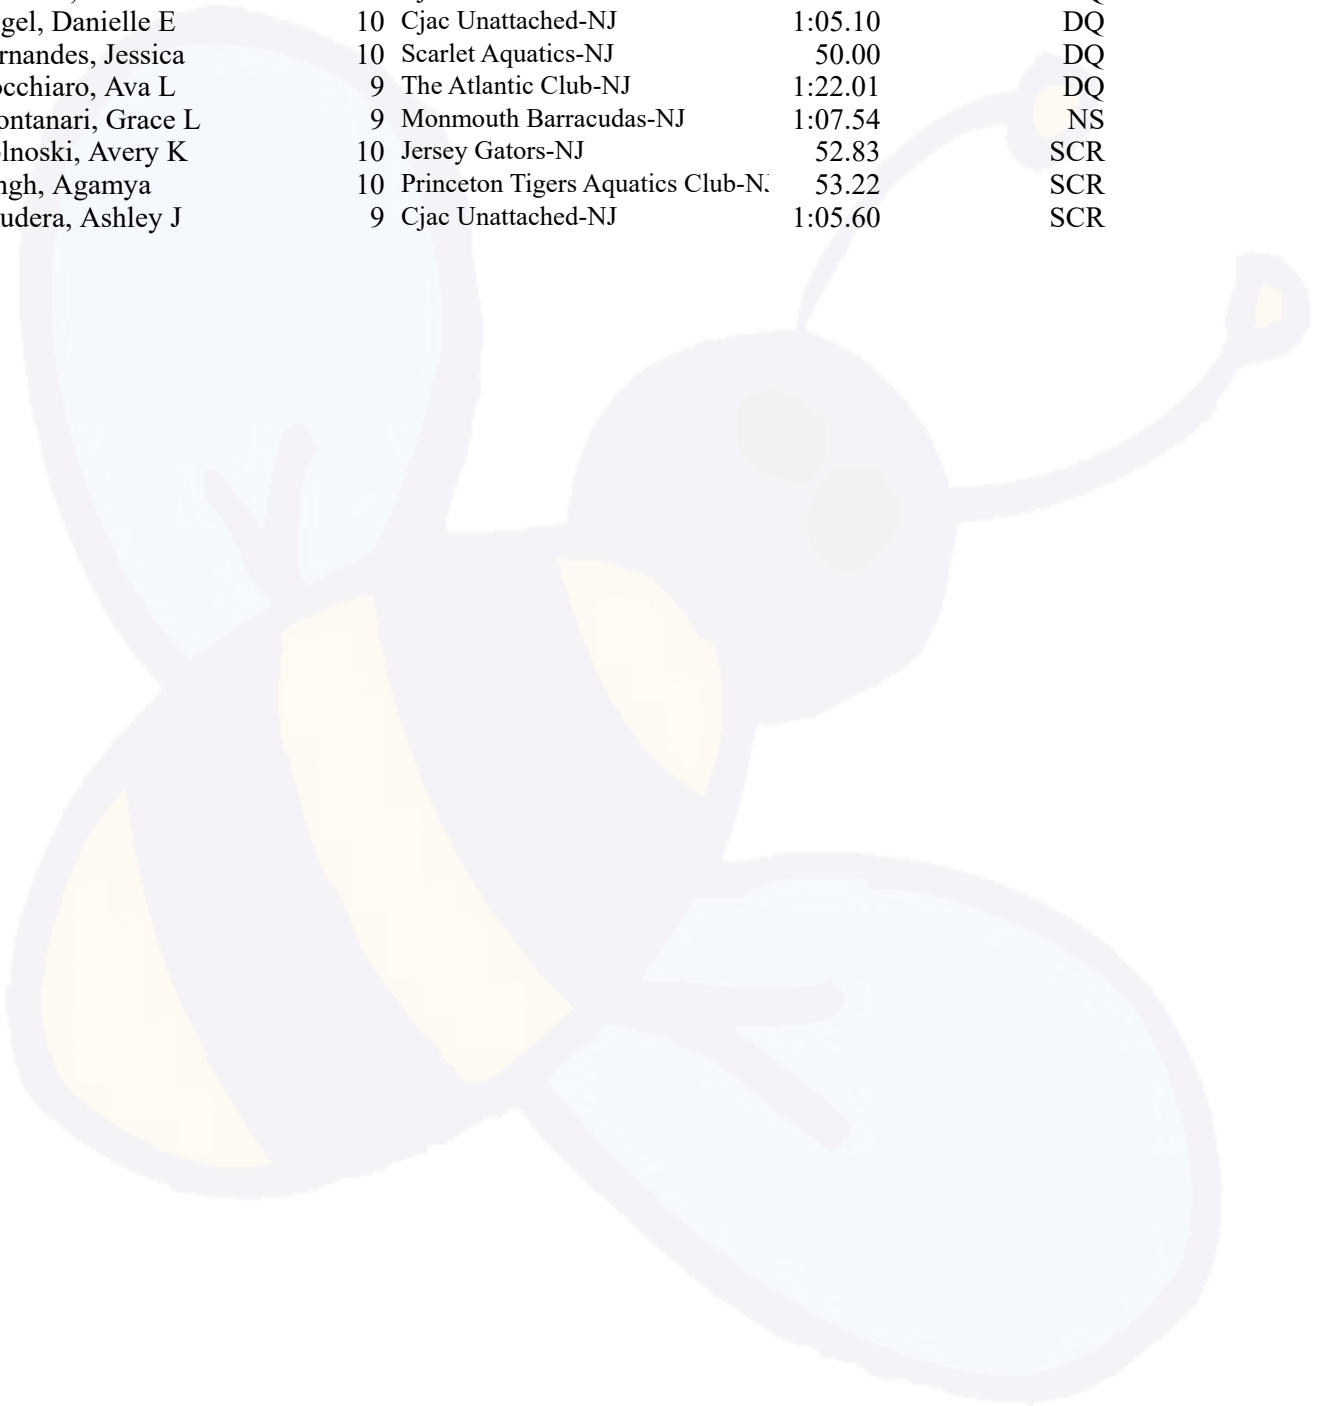 gel, Danielle E 10 Cjac Unattached-NJ 1:05.10 DQ
rnandes, Jessica 10 Scarlet Aquatics-NJ 50.00 DQ
occhiaro, Ava L 9 The Atlantic Club-NJ 1:22.01 DQ
ontanari, Grace L 9 Monmouth Barracudas-NJ 1:07.54 NS
lnoski, Avery K 10 Jersey Gators-NJ 52.83 SCR
ngh, Agamya 10 Princeton Tigers Aquatics Club-NJ 53.22 SCR
udera, Ashley J 9 Cjac Unattached-NJ 1:05.60 SCR